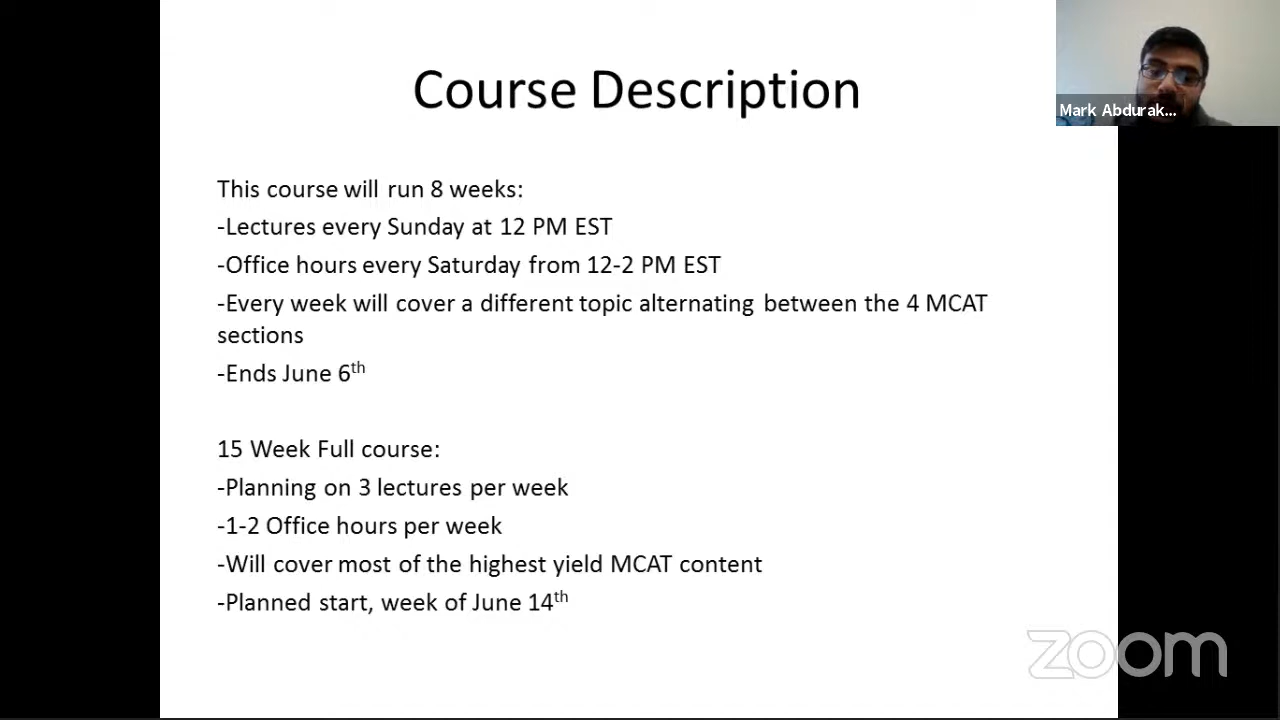 Course Description
Mark Abdurak...
This course will run 8 weeks:
-Lectures every Sunday at 12 PM EST
-Office hours every Saturday from 12-2 PM EST
-Every week will cover a different topic alternating between the 4 MCAT
sections
-Ends June 6th
15 Week Full course:
-Planning on 3 lectures per week
-1-2 Office hours per week
-Will cover most of the highest yield MCAT content
-Planned start, week of June 14th
zoom